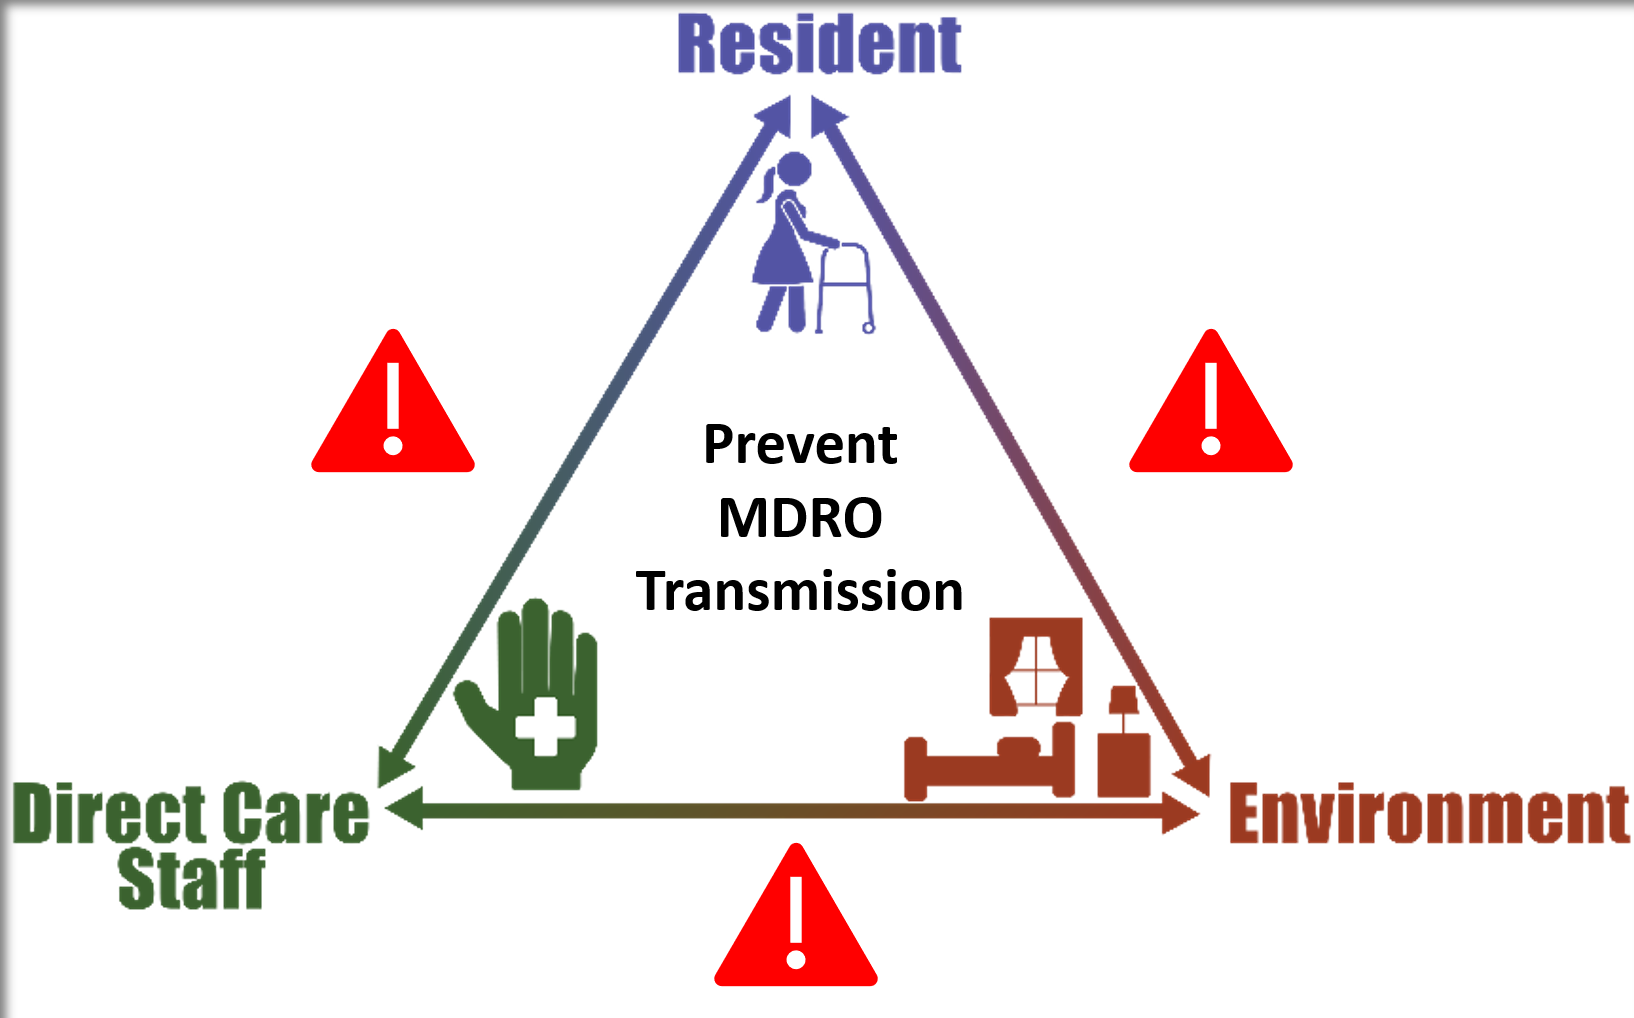 Resident
Prevent
MDRO
Transmission
Direct Care
Staff
Environment